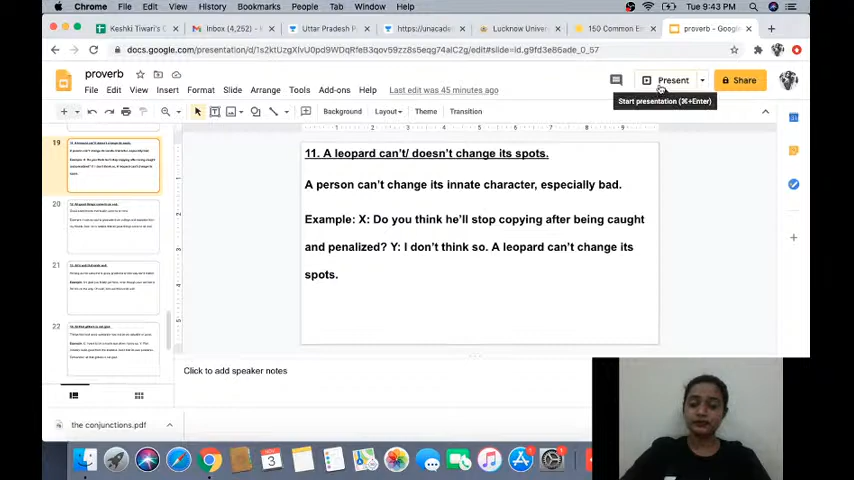 Chrome File Edit View History Bookmarks People Tab Window Help Tue 9:43 PM
Keshki Tiwari's C Inbox (4,252) - Uttar Pradesh P https://unacade Lucknow Univer 150 Common E proverb – Google
docs.google.com/presentation/d/1s2ktUzgXlvU0pd9WDQRfeB3qov59zz8s5eqg74aIC2g/edit#slide=id.g9fd3e86ade_0_57
proverb
File Edit View Insert Format Slide Arrange Tools Add-ons Help Last edit was 45 minutes ago
Present
Share
Start presentation (⌘+Enter)
Background Layout Theme Transition
19
20
21
22
11. A leopard can't/ doesn't change its spots.
A person can't change its innate character, especially bad.
Example: X: Do you think he'll stop copying after being caught
and penalized? Y: I don't think so. A leopard can't change its
spots.
Click to add speaker notes
the conjunctions.pdf